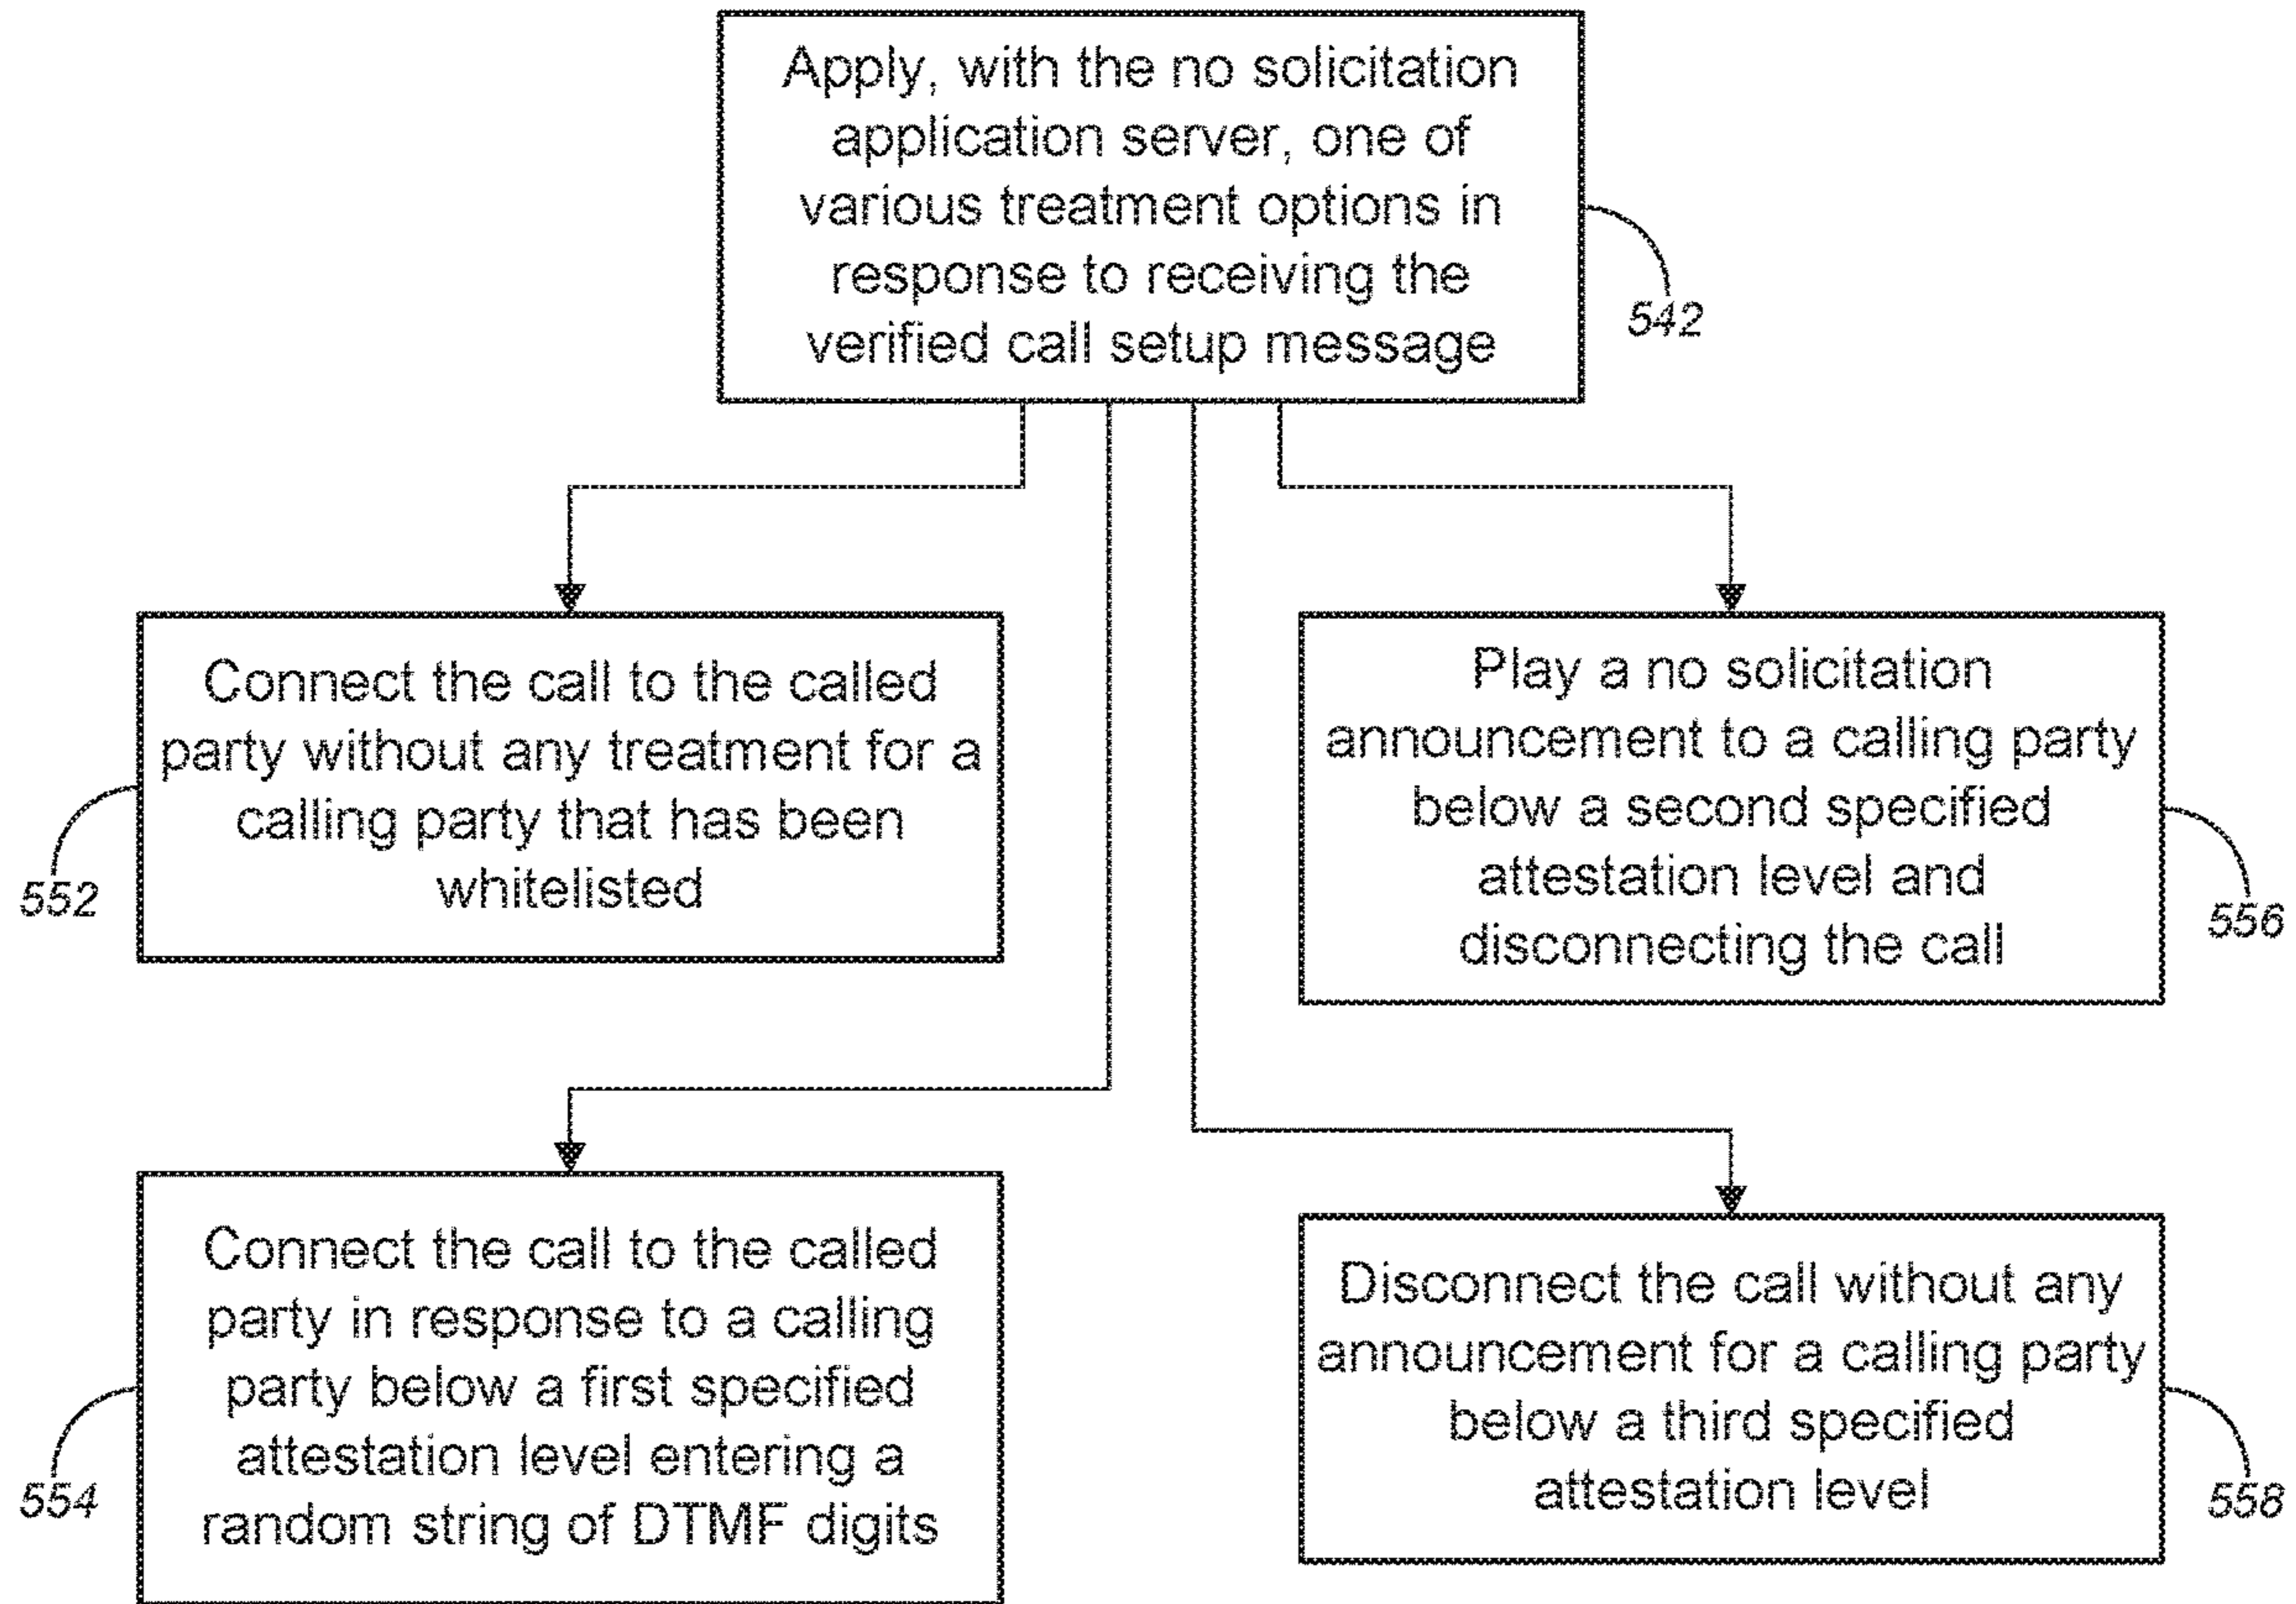 Apply, with the no solicitation
application server, one of
various treatment options in
response to receiving the
verified call setup message
542
Connect the call to the called
party without any treatment for a
calling party that has been
whitelisted
552
Play a no solicitation
announcement to a calling party
below a second specified
attestation level and
disconnecting the call
556
Connect the call to the called
party in response to a calling
party below a first specified
attestation level entering a
random string of DTMF digits
554
Disconnect the call without any
announcement for a calling party
below a third specified
attestation level
558